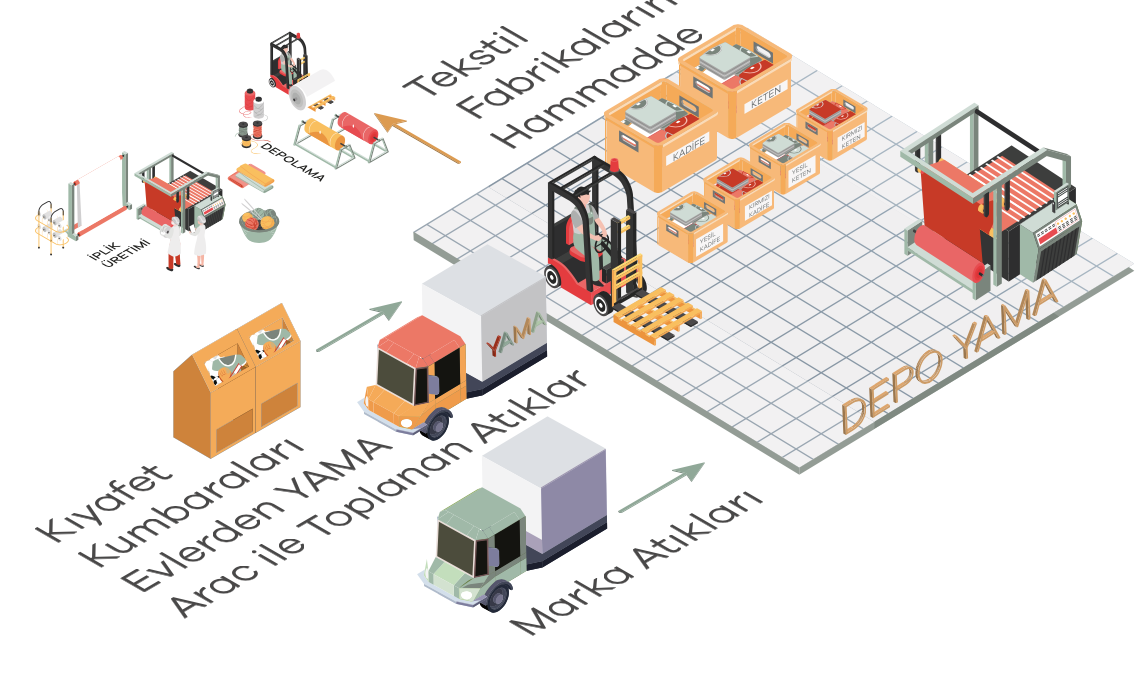 Tekstil
Fabrikaların
Hammadde
KETEN
KADİFE
KIRMIZI
KETEN
YEŞİL
KETEN
KIRMIZI
KADİFE
YEŞİL
KADİFE
DEPOLAMA
İPLİK
ÜRETİMİ
YAMA
DEPO YAMA
Kıyafet
Kumbaraları
Evlerden YAMA
Araç ile Toplanan Atıklar
Marka Atıkları